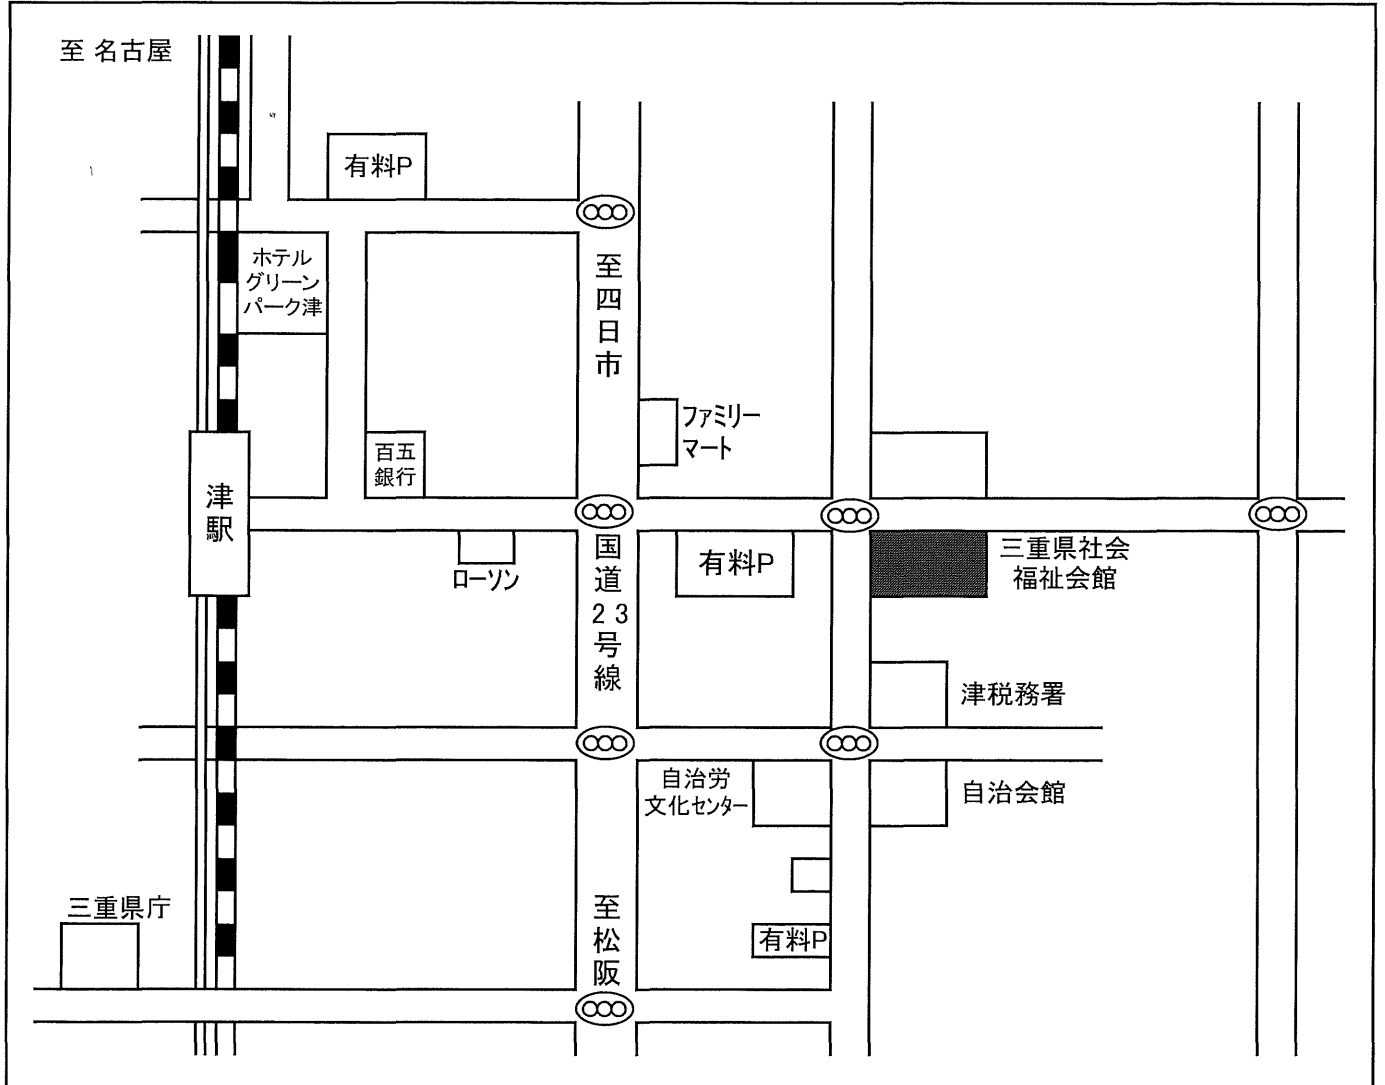 至 名古屋
有料P
ホテル
グリーン
パーク津
至四日市
ファミリー
マート
百五
銀行
津駅
ローソン
国道23号線
有料P
三重県社会
福祉会館
津税務署
自治労
文化センター
自治会館
三重県庁
至松阪
有料P